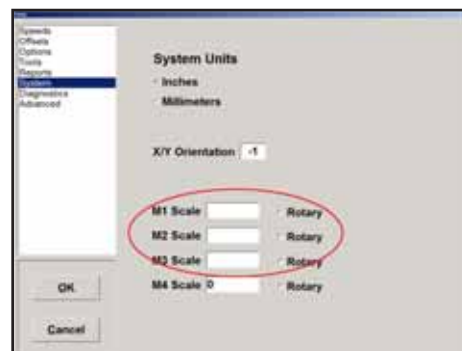 Speeds
Offsets
Options
Tools
Reports
System
Diagnostics
Advanced
System Units
Inches
Millimeters
X/Y Orientation -1
M1 Scale Rotary
M2 Scale Rotary
M3 Scale Rotary
M4 Scale 0 Rotary
OK
Cancel